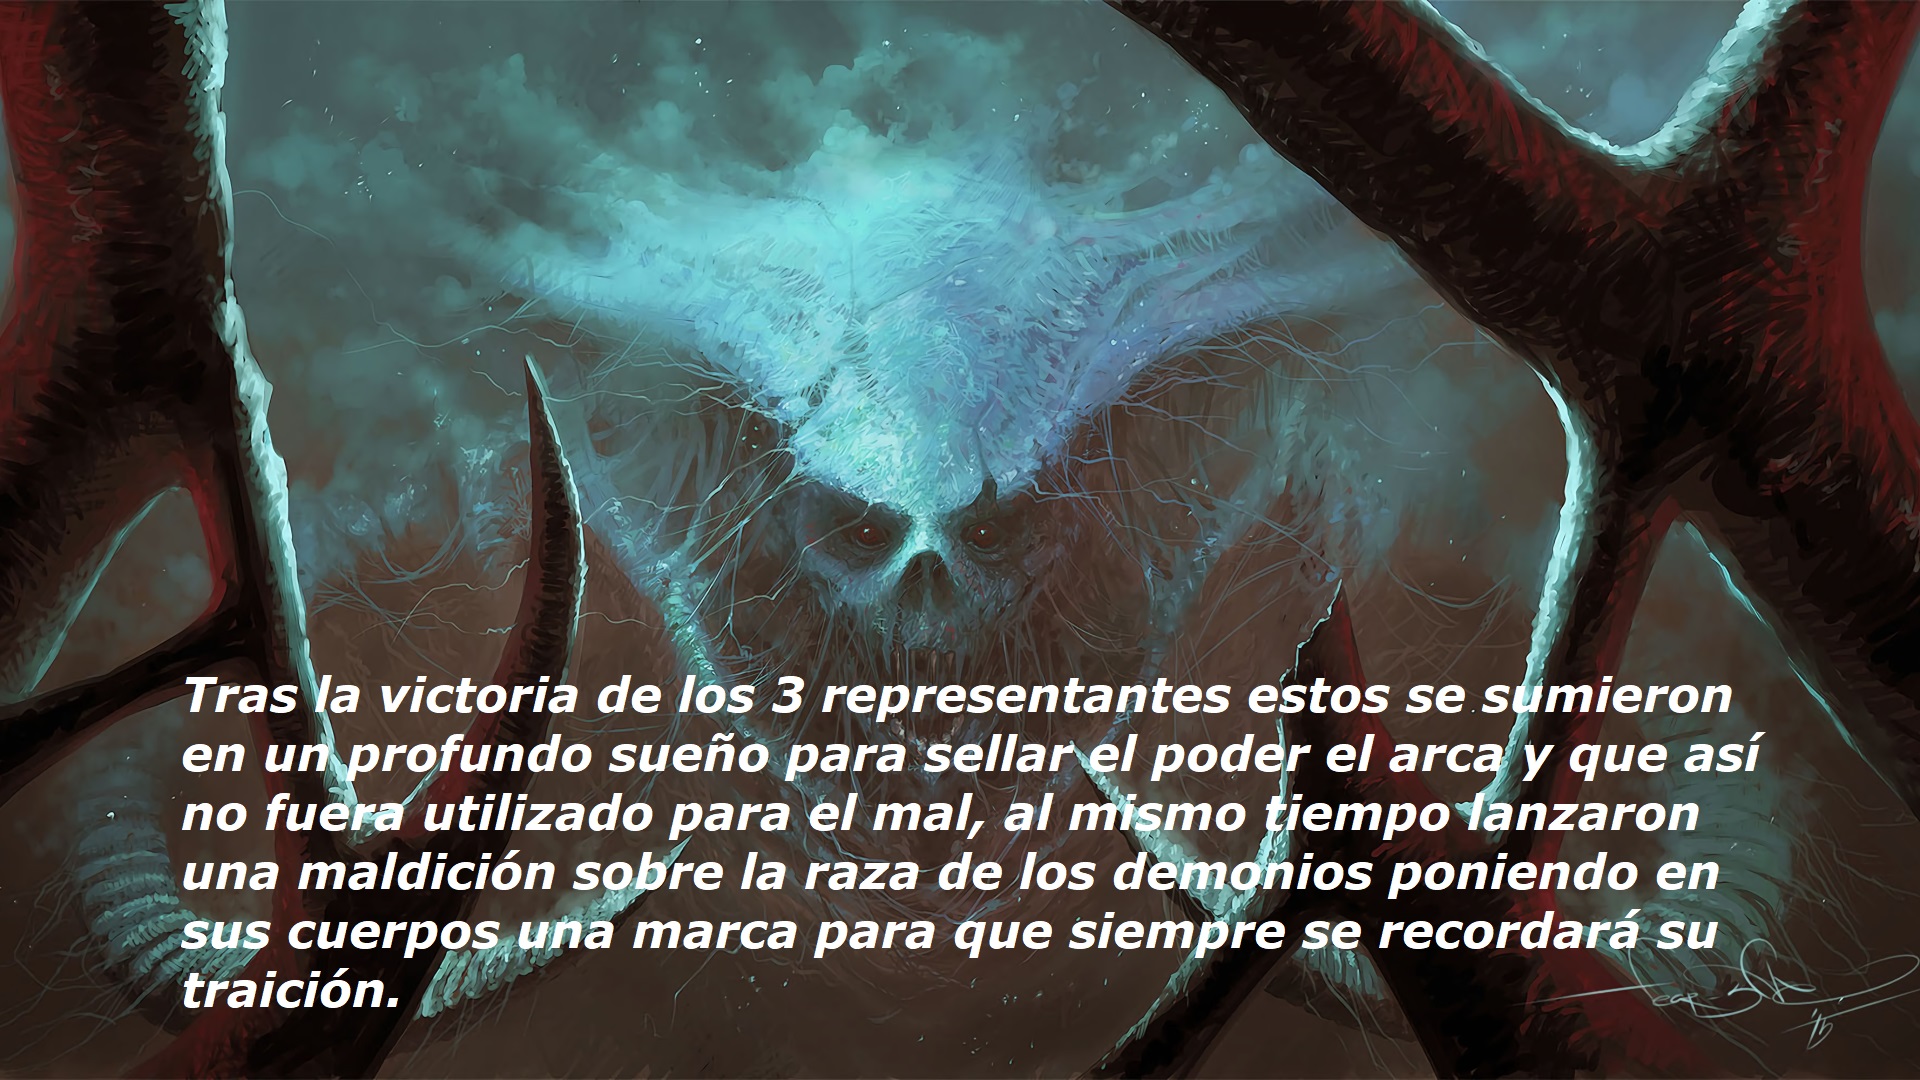 Tras la victoria de los 3 representantes estos se sumieron
en un profundo sueño para sellar el poder el arca y que así
no fuera utilizado para el mal, al mismo tiempo lanzaron
una maldición sobre la raza de los demonios poniendo en
sus cuerpos una marca para que siempre se recordará su
traición.